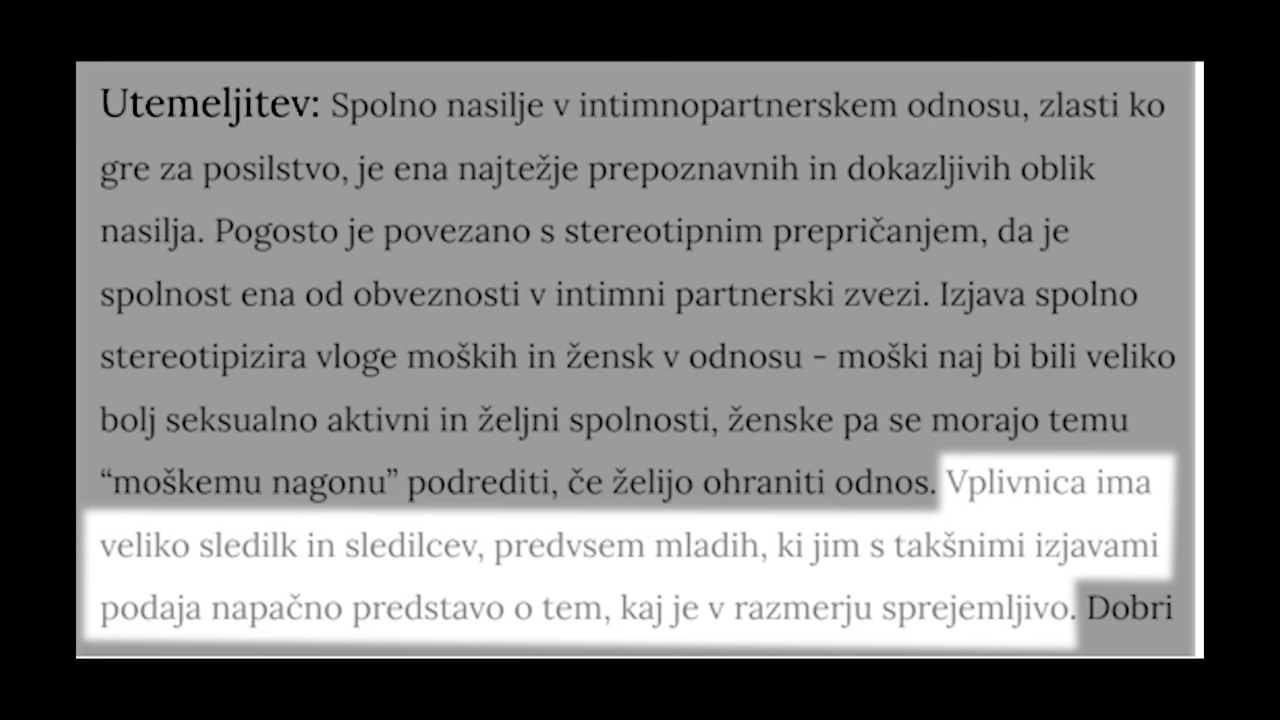 Utemeljitev: Spolno nasilje v intimnopartnerskem odnosu, zlasti ko
gre za posilstvo, je ena najtežje prepoznavnih in dokazljivih oblik
nasilja. Pogosto je povezano s stereotipnim prepričanjem, da je
spolnost ena od obveznosti v intimni partnerski zvezi. Izjava spolno
stereotipizira vloge moških in žensk v odnosu - moški naj bi bili veliko
bolj seksualno aktivni in željni spolnosti, ženske pa se morajo temu
“moškemu nagonu” podrediti, če želijo ohraniti odnos. Vplivnica ima
veliko sledilk in sledilcev, predvsem mladih, ki jim s takšnimi izjavami
podaja napačno predstavo o tem, kaj je v razmerju sprejemljivo. Dobri